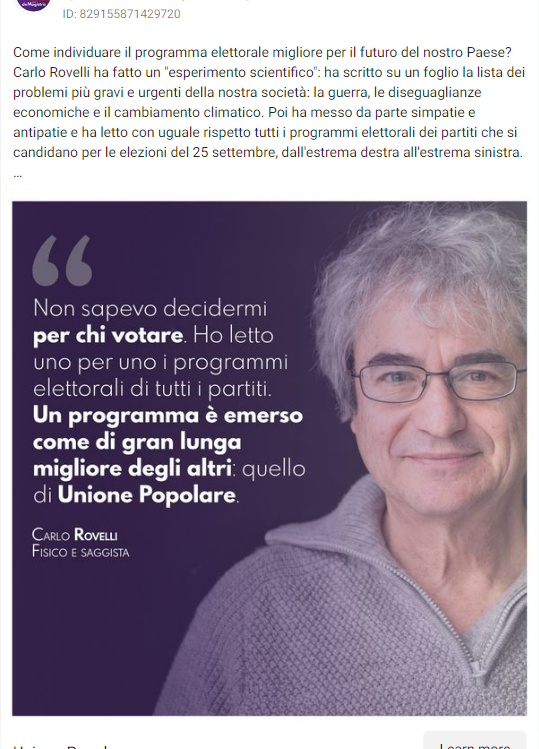 ID: 829155871429720
Come individuare il programma elettorale migliore per il futuro del nostro Paese?
Carlo Rovelli ha fatto un "esperimento scientifico": ha scritto su un foglio la lista dei
problemi più gravi e urgenti della nostra società: la guerra, le diseguaglianze
economiche e il cambiamento climatico. Poi ha messo da parte simpatie e
antipatie e ha letto con uguale rispetto tutti i programmi elettorali dei partiti che si
candidano per le elezioni del 25 settembre, dall'estrema destra all'estrema sinistra.
...
“
Non sapevo decidermi
per chi votare. Ho letto
uno per uno i programmi
elettorali di tutti i partiti.
Un programma è emerso
come di gran lunga
migliore degli altri: quello
di Unione Popolare.
Carlo Rovelli
Fisico e saggista